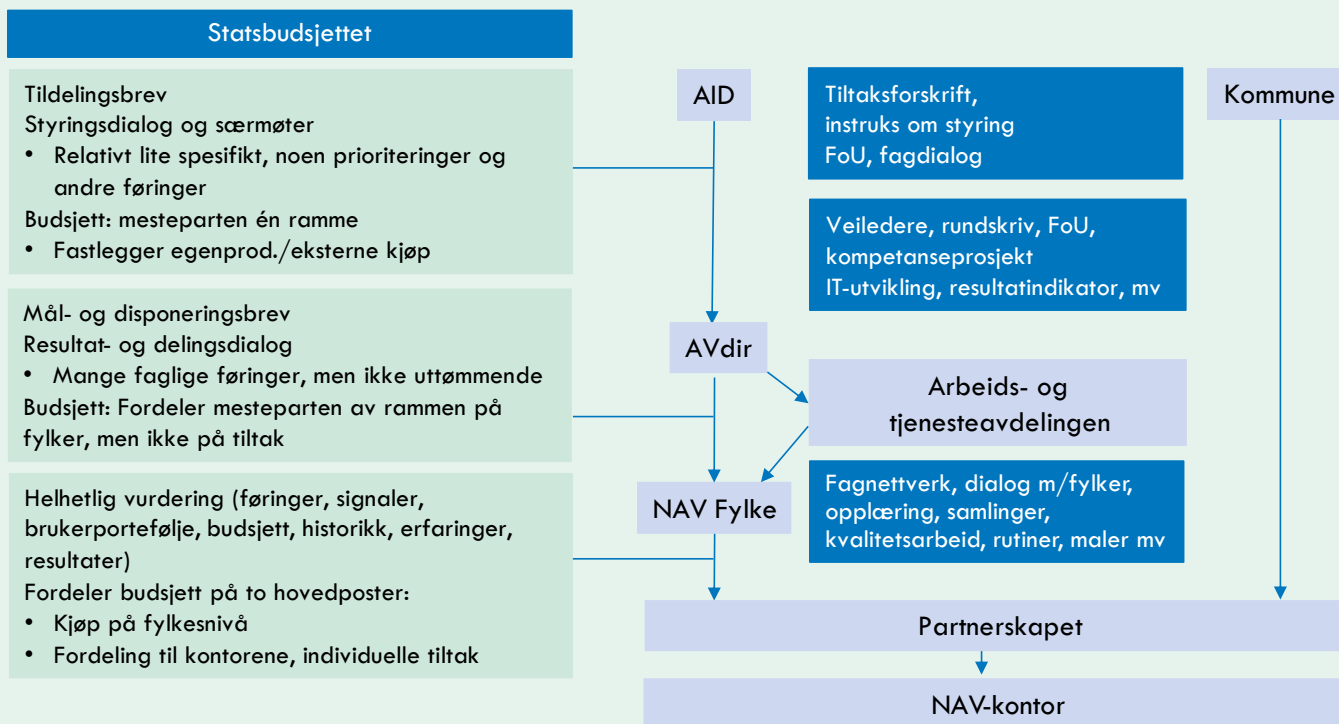 Statsbudsjettet
Tildelingsbrev
Styringsdialog og særmøter
• Relativt lite spesifikt, noen prioriteringer og
andre føringer
Budsjett: mesteparten én ramme
• Fastlegger egenprod./eksterne kjøp
Mål- og disponeringsbrev
Resultat- og delingsdialog
• Mange faglige føringer, men ikke uttømmende
Budsjett: Fordeler mesteparten av rammen på
fylker, men ikke på tiltak
Helhetlig vurdering (føringer, signaler,
brukerportefølje, budsjett, historikk, erfaringer,
resultater)
Fordeler budsjett på to hovedposter:
• Kjøp på fylkesnivå
• Fordeling til kontorene, individuelle tiltak
AID
Tiltaksforskrift,
instruks om styring
FoU, fagdialog
Kommune
Veiledere, rundskriv, FoU,
kompetanseprosjekt
IT-utvikling, resultatindikator, mv
AVdir
Arbeids- og
tjenesteavdelingen
NAV Fylke
Fagnettverk, dialog m/fylker,
opplæring, samlinger,
kvalitetsarbeid, rutiner, maler mv
Partnerskapet
NAV-kontor